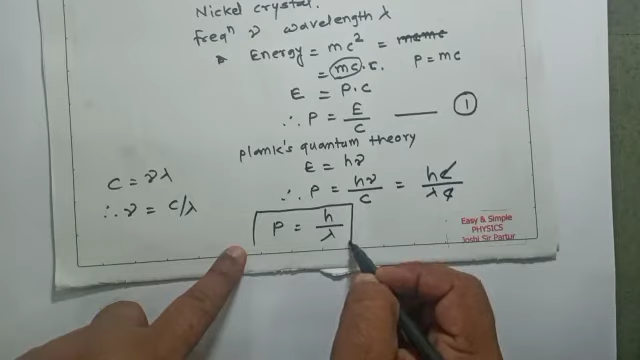 Nickel crystal.
freqⁿ ν wavelength λ
Energy = mc² =
= mc.c. P = mc
E = P.C
∴ P = E/C —— ①
plank's quantum theory
E = hν
C = νλ
∴ ν = c/λ
∴ P = hν/C = hc/λc
P = h/λ
Easy & Simple
PHYSICS
Joshi Sir Partur